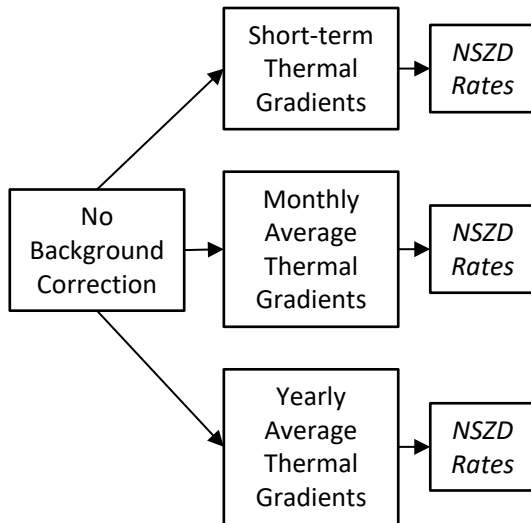 Short-term
Thermal
Gradients
NSZD
Rates
No
Background
Correction
Monthly
Average
Thermal
Gradients
NSZD
Rates
Yearly
Average
Thermal
Gradients
NSZD
Rates